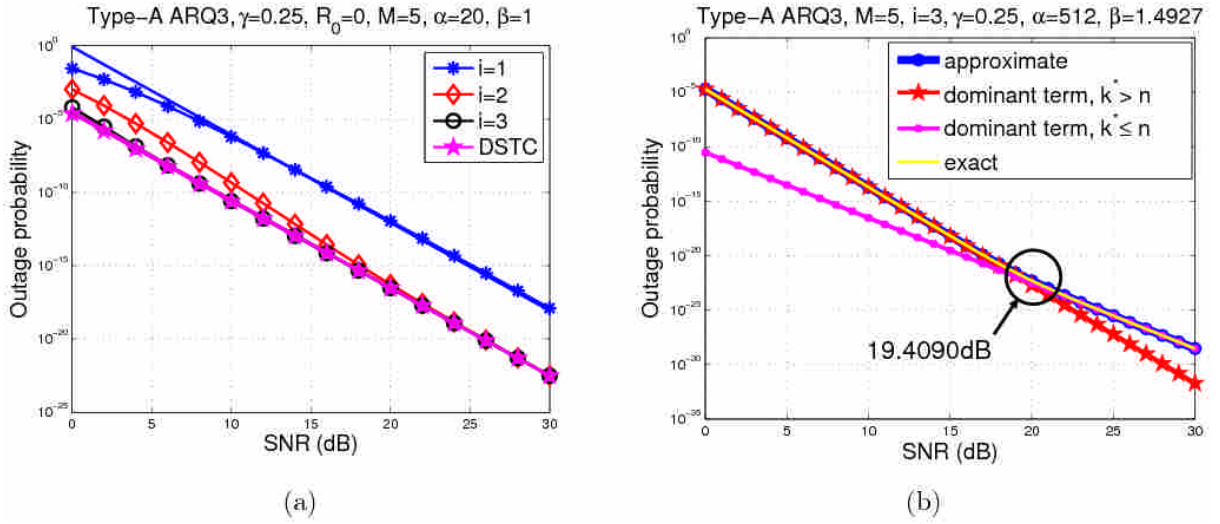 Type-A ARQ3, γ=0.25, R₀=0, M=5, α=20, β=1
10⁰
10⁻⁵
10⁻¹⁰
10⁻¹⁵
10⁻²⁰
10⁻²⁵
Outage probability
i=1
i=2
i=3
DSTC
0 5 10 15 20 25 30
SNR (dB)
(a)
Type-A ARQ3, M=5, i=3, γ=0.25, α=512, β=1.4927
10⁰
10⁻⁵
10⁻¹⁰
10⁻¹⁵
10⁻²⁰
10⁻²⁵
10⁻³⁰
10⁻³⁵
Outage probability
approximate
dominant term, k* > n
dominant term, k* ≤ n
exact
19.4090dB
0 5 10 15 20 25 30
SNR (dB)
(b)